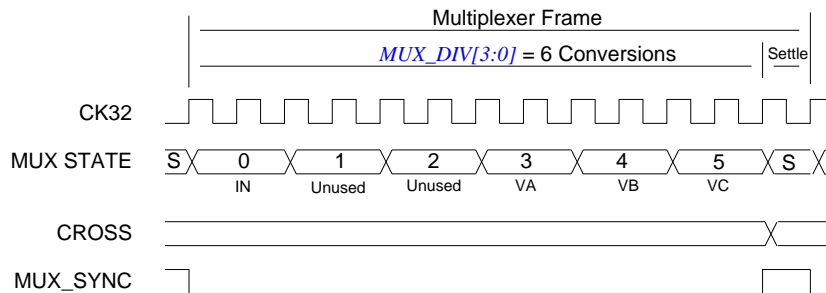 Multiplexer Frame
MUX_DIV[3:0] = 6 Conversions Settle
CK32
MUX STATE S 0 1 2 3 4 5 S
IN Unused Unused VA VB VC
CROSS
MUX_SYNC